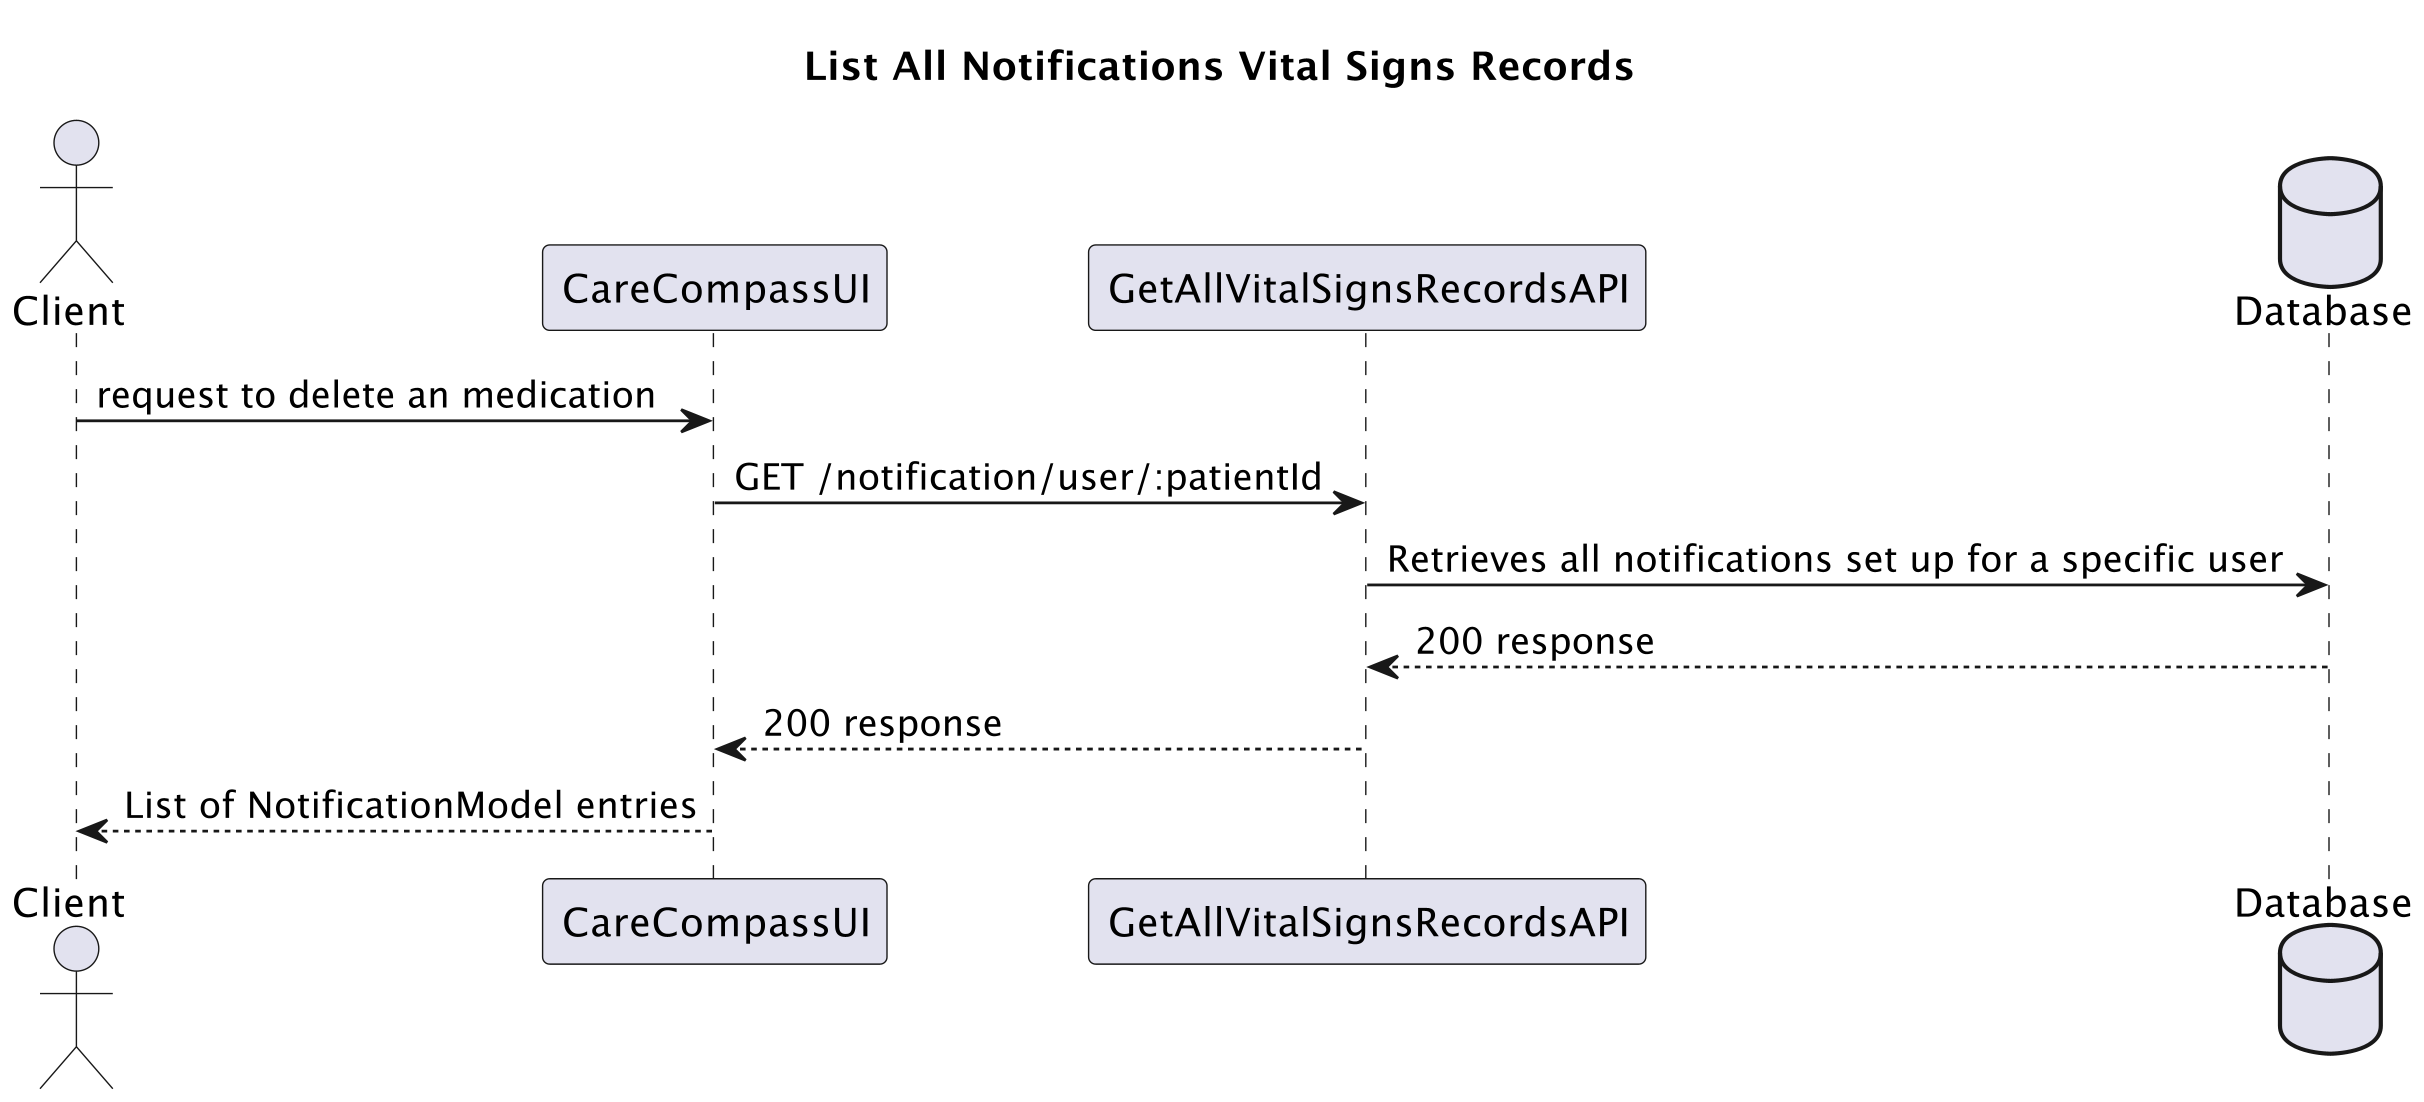 List All Notifications Vital Signs Records
Client
CareCompassUI
GetAllVitalSignsRecordsAPI
Database
request to delete an medication
GET /notification/user/:patientId
Retrieves all notifications set up for a specific user
200 response
200 response
List of NotificationModel entries
Client
CareCompassUI
GetAllVitalSignsRecordsAPI
Database